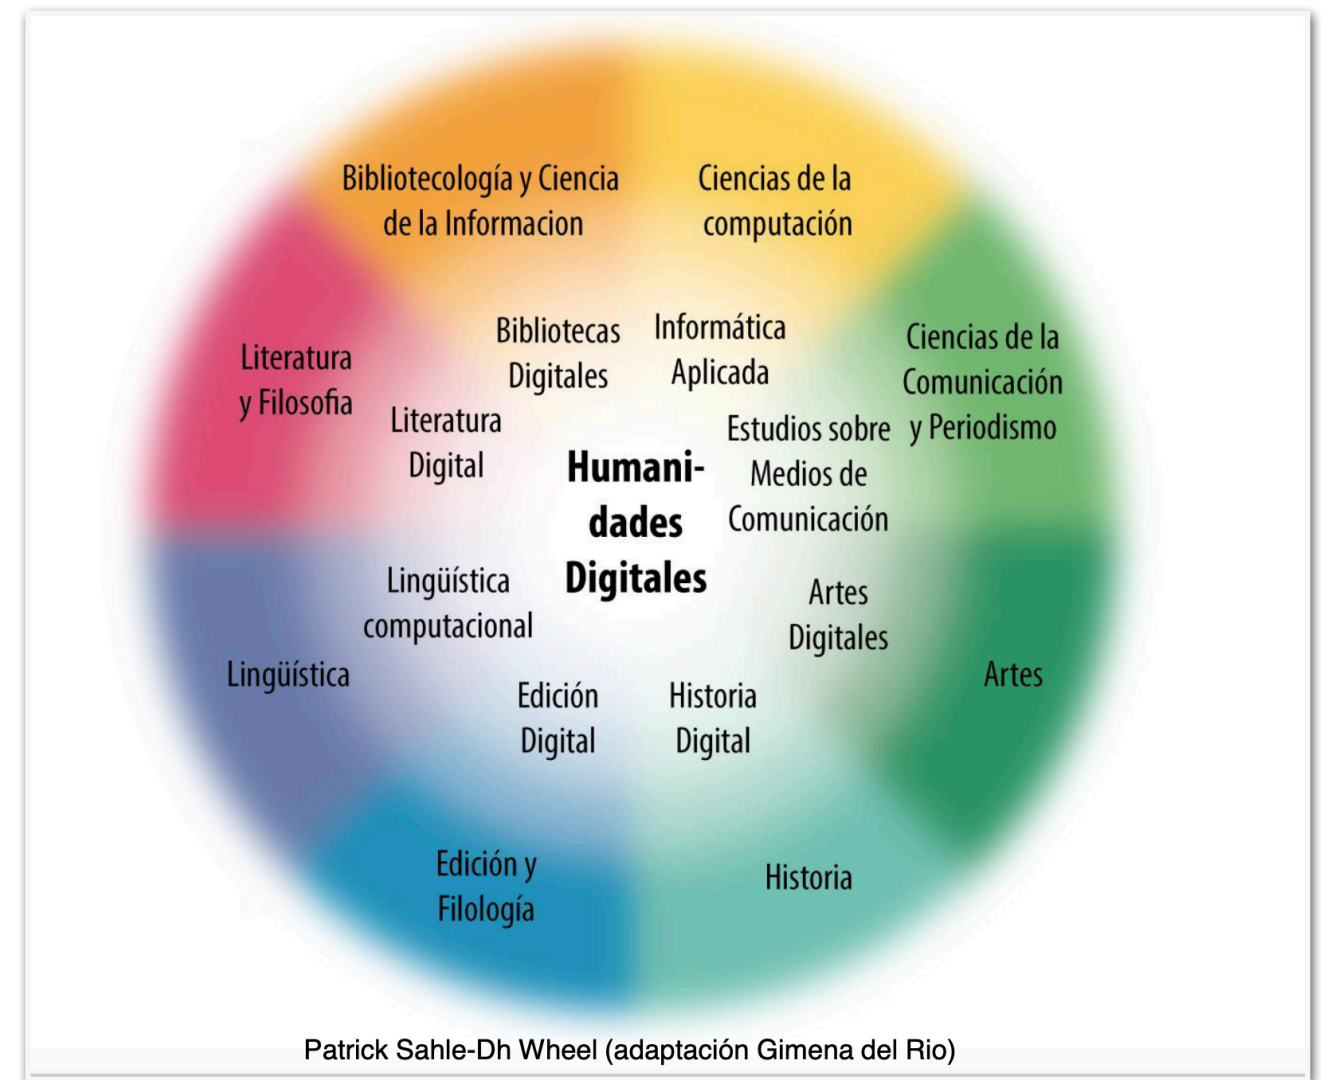 Bibliotecología y Ciencia
de la Informacion
Ciencias de la
computación
Bibliotecas
Digitales
Informática
Aplicada
Ciencias de la
Comunicación
y Periodismo
Literatura
y Filosofia
Literatura
Digital
Estudios sobre
Medios de
Comunicación
Humani-
dades
Digitales
Lingüística
computacional
Artes
Digitales
Lingüística
Artes
Edición
Digital
Historia
Digital
Edición y
Filología
Historia
Patrick Sahle-Dh Wheel (adaptación Gimena del Rio)